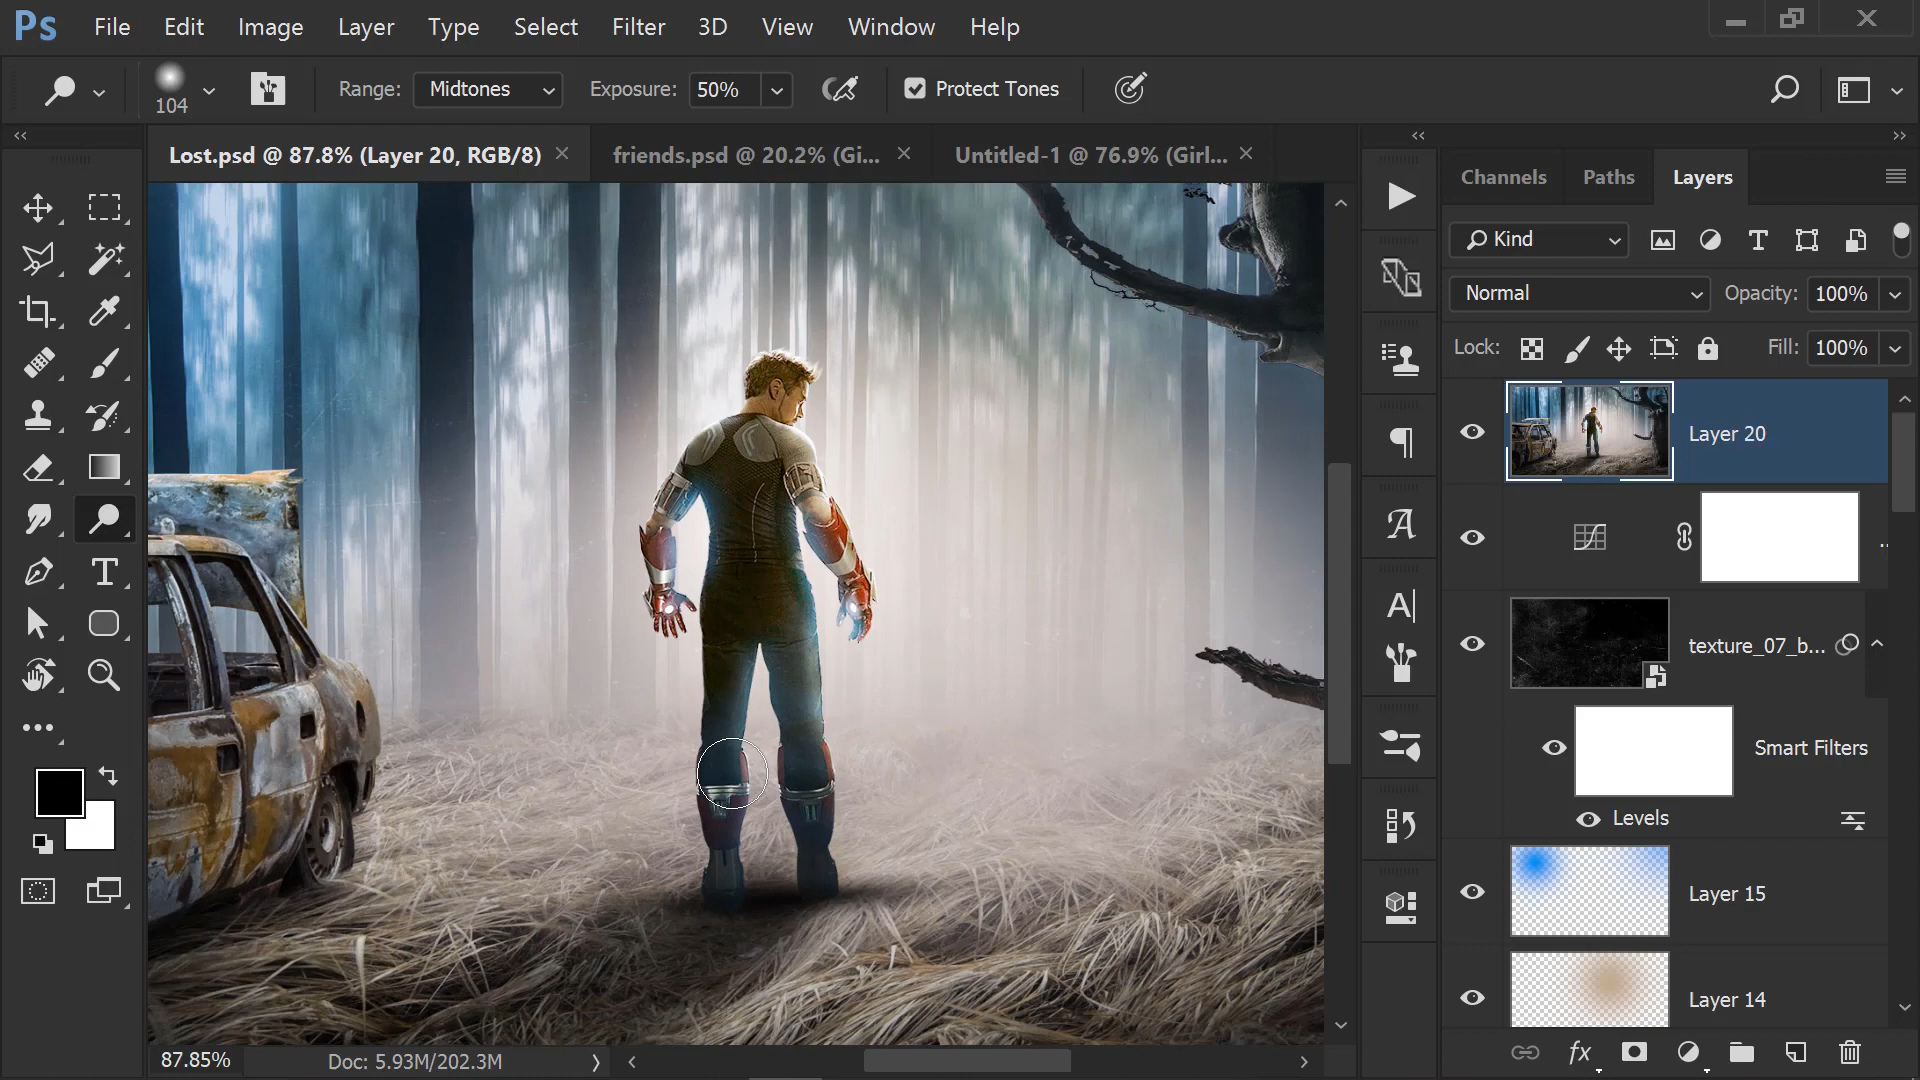 Ps File Edit Image Layer Type Select Filter 3D View Window Help
104 Range: Midtones Exposure: 50% Protect Tones
Lost.psd @ 87.8% (Layer 20, RGB/8) friends.psd @ 20.2% (Gi... Untitled-1 @ 76.9% (Girl...
Channels Paths Layers
Kind
Normal Opacity: 100%
Lock: Fill: 100%
Layer 20
texture_07_b...
Smart Filters
Levels
Layer 15
Layer 14
fx
87.85% Doc: 5.93M/202.3M